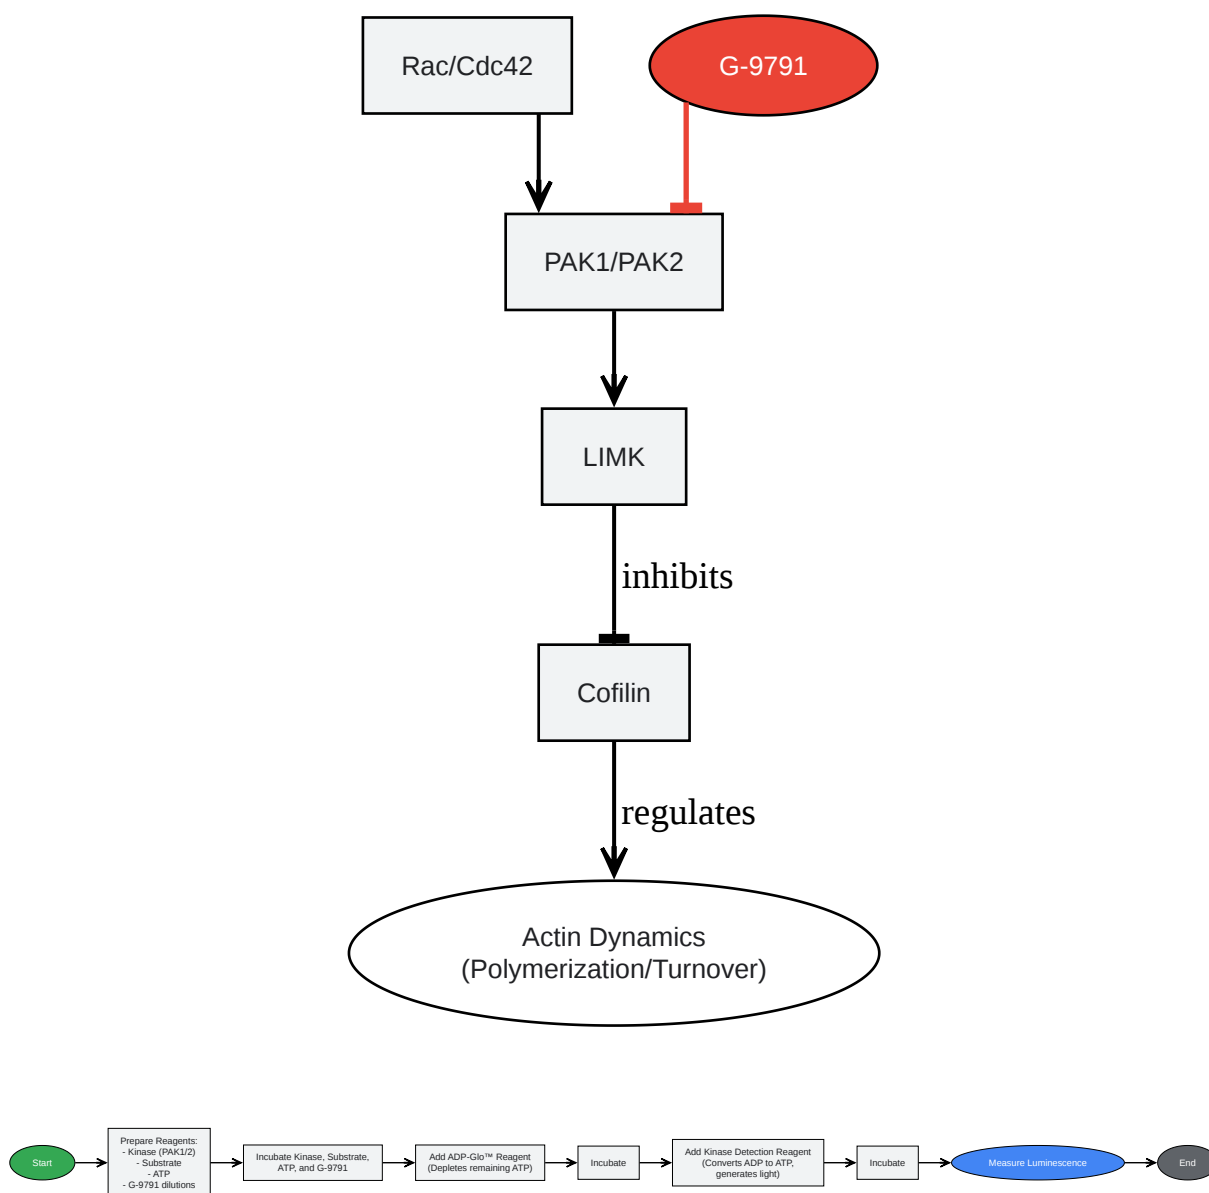 Rac/Cdc42
G-9791
PAK1/PAK2
LIMK
inhibits
Cofilin
regulates
Actin Dynamics
(Polymerization/Turnover)
Start
Prepare Reagents:
- Kinase (PAK1/2)
- Substrate
- ATP
- G-9791 dilutions
Incubate Kinase, Substrate,
ATP, and G-9791
Add ADP-Glo™ Reagent
(Depletes remaining ATP)
Incubate
Add Kinase Detection Reagent
(Converts ADP to ATP,
generates light)
Incubate
Measure Luminescence
End